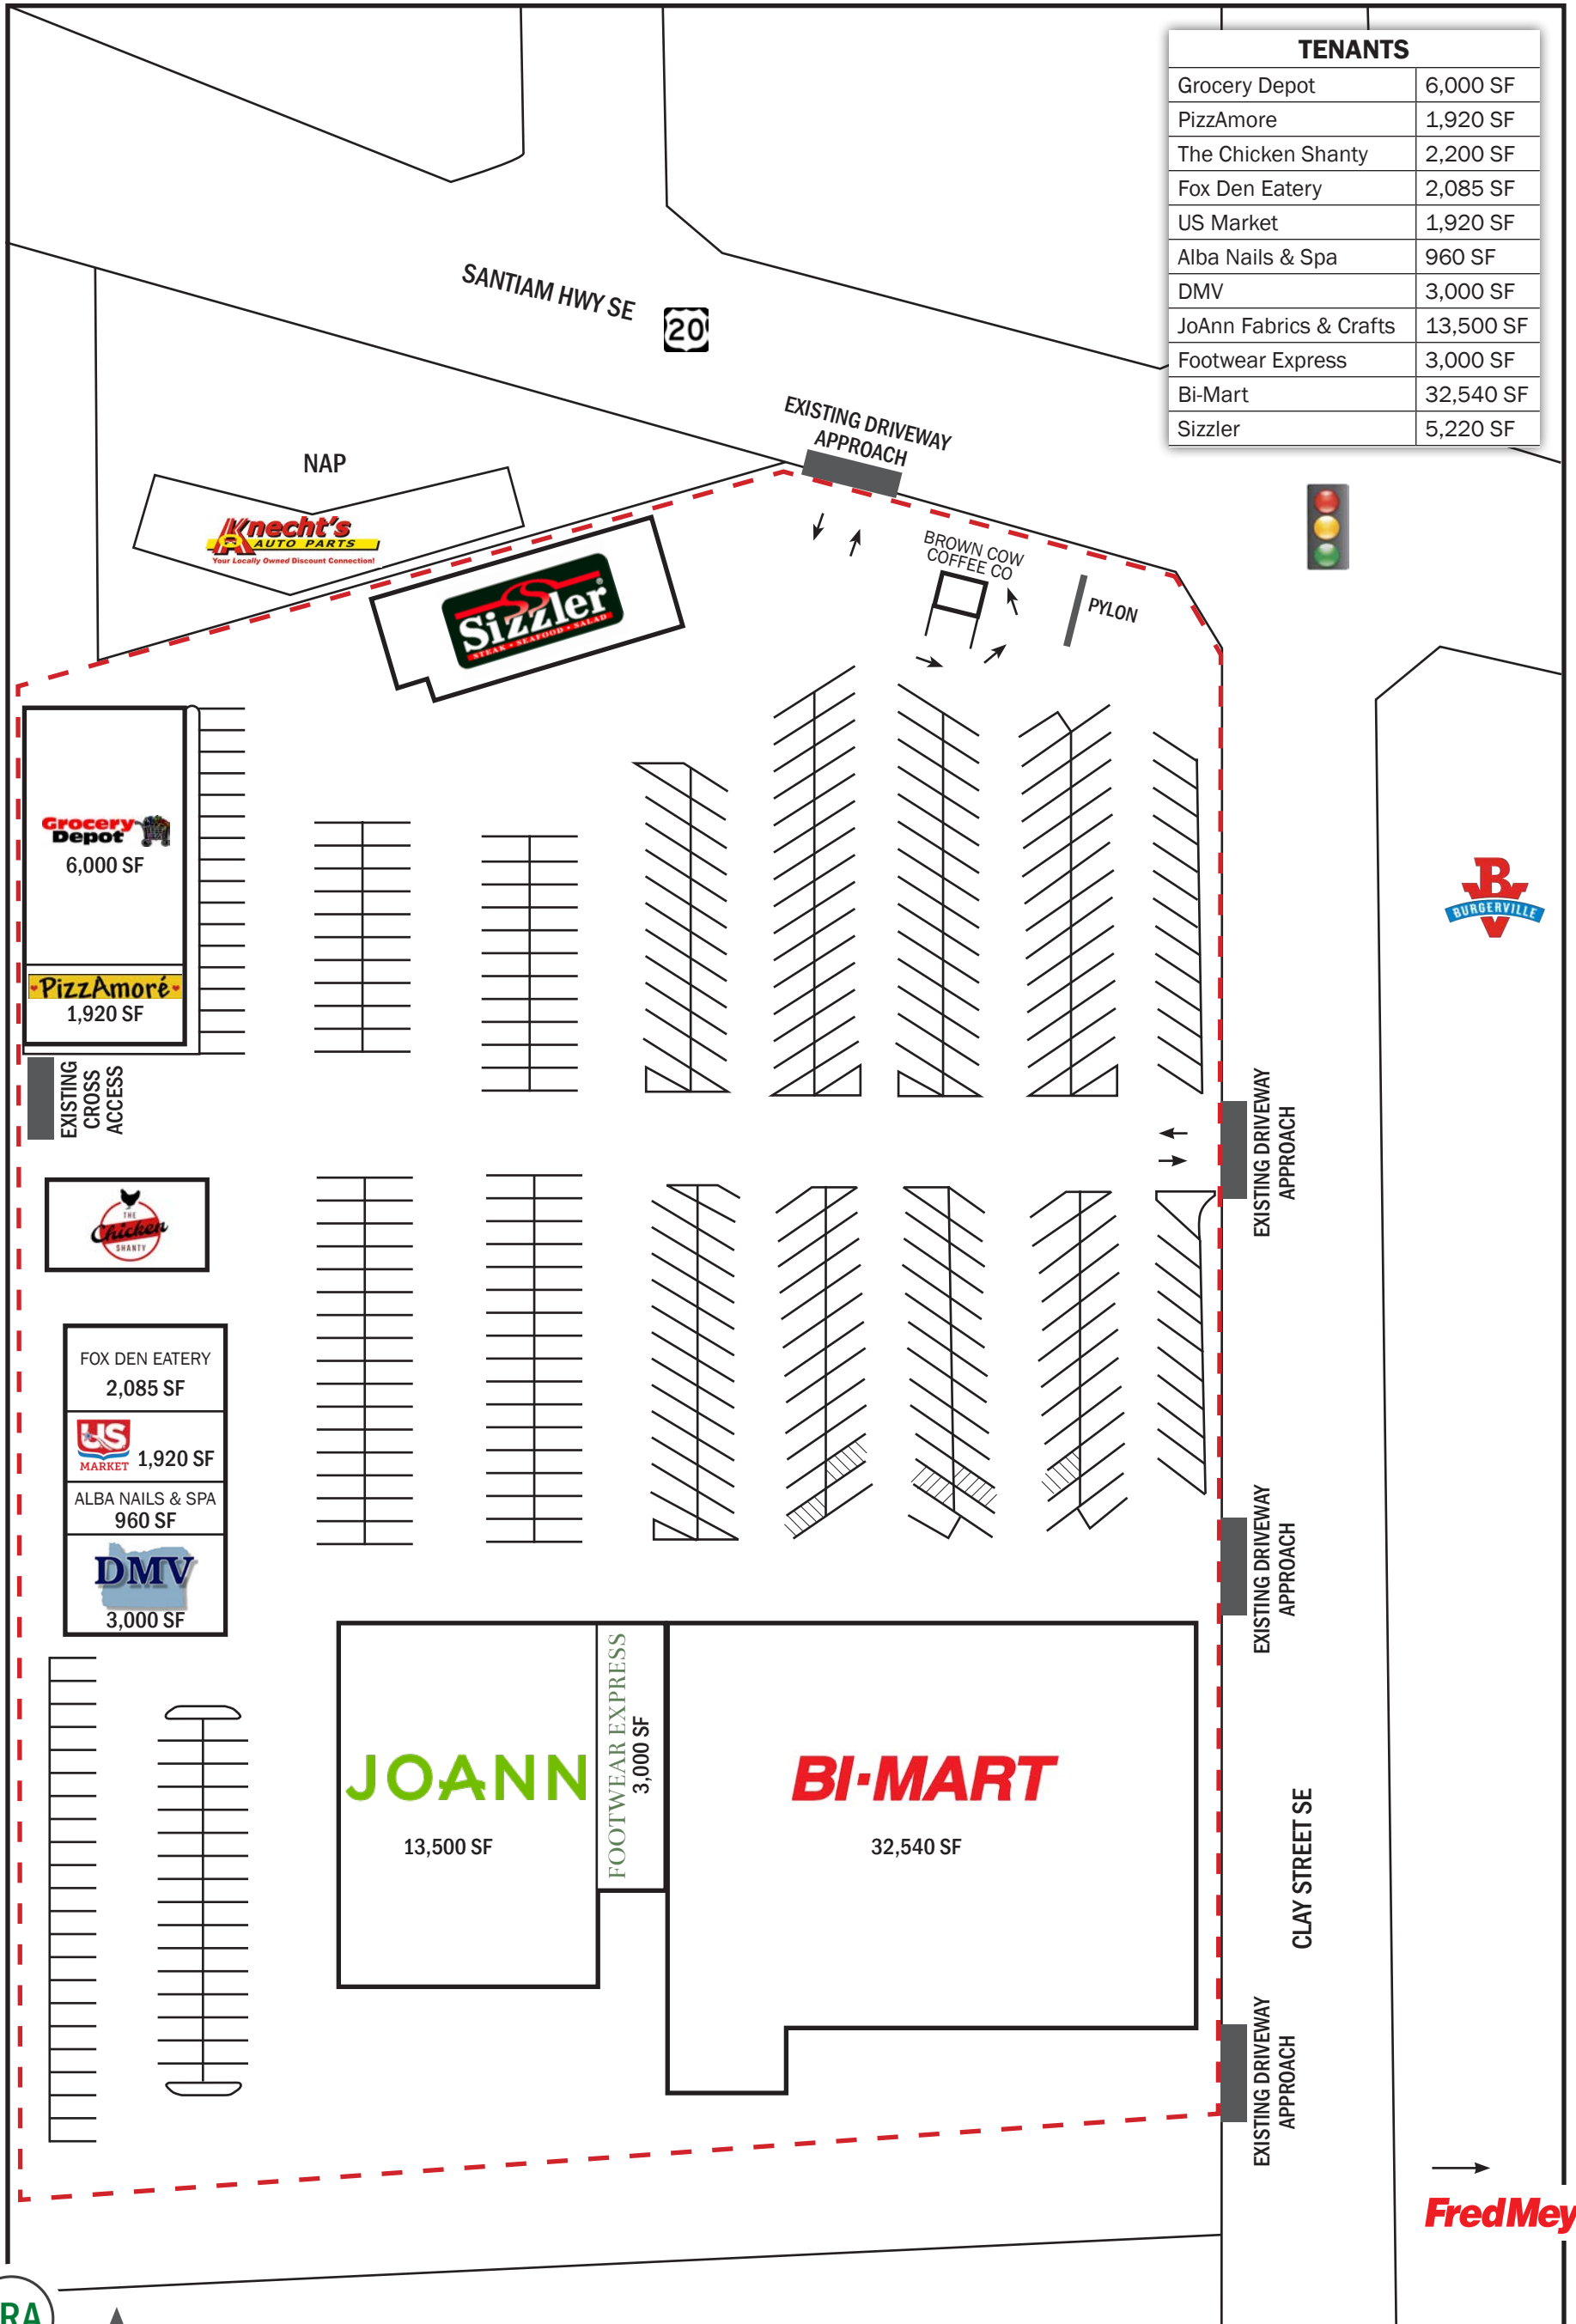 TENANTS
Grocery Depot 6,000 SF
PizzAmore 1,920 SF
The Chicken Shanty 2,200 SF
Fox Den Eatery 2,085 SF
US Market 1,920 SF
Alba Nails & Spa 960 SF
DMV 3,000 SF
JoAnn Fabrics & Crafts 13,500 SF
Footwear Express 3,000 SF
Bi-Mart 32,540 SF
Sizzler 5,220 SF
SANTIAM HWY SE
20
EXISTING DRIVEWAY
APPROACH
NAP
Knecht's
AUTO PARTS
Your Locally Owned Discount Connection!
Sizzler®
STEAK • SEAFOOD • SALAD
BROWN COW
COFFEE CO
PYLON
Grocery
Depot
6,000 SF
PizzAmoré
1,920 SF
B
BURGERVILLE
V
EXISTING
CROSS
ACCESS
EXISTING DRIVEWAY
APPROACH
THE
Chicken
SHANTY
FOX DEN EATERY
2,085 SF
US
MARKET 1,920 SF
ALBA NAILS & SPA
960 SF
DMV
3,000 SF
EXISTING DRIVEWAY
APPROACH
JOANN
13,500 SF
FOOTWEAR EXPRESS
3,000 SF
BI-MART
32,540 SF
CLAY STREET SE
EXISTING DRIVEWAY
APPROACH
FredMey
RA